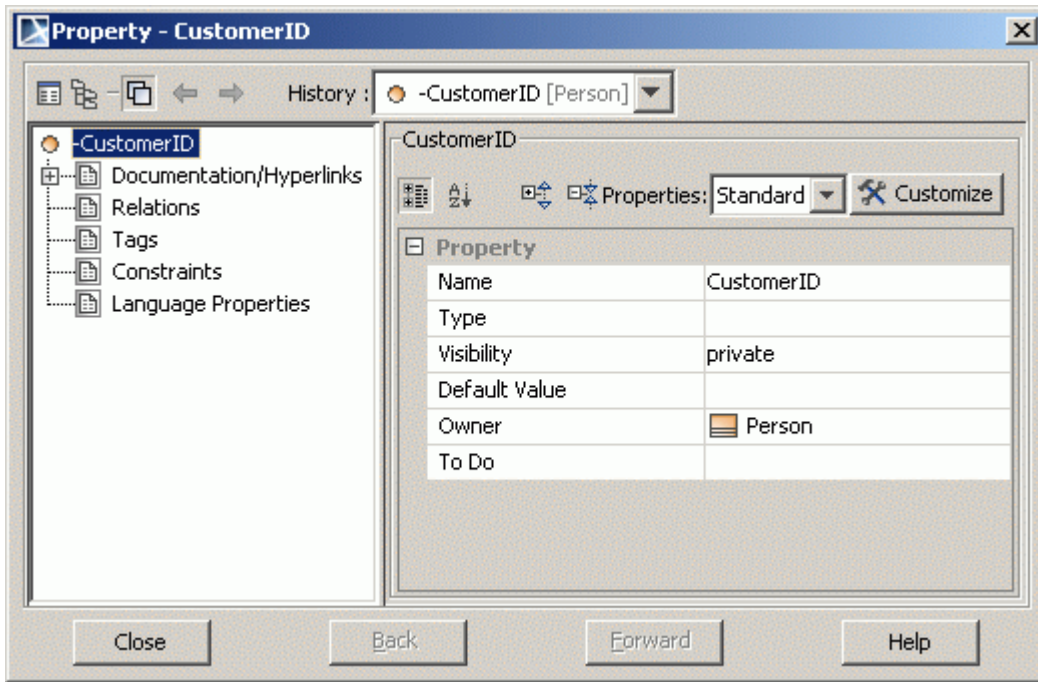 Property - CustomerID
History : -CustomerID [Person]
-CustomerID
Documentation/Hyperlinks
Relations
Tags
Constraints
Language Properties
CustomerID
Properties: Standard Customize
Property
Name CustomerID
Type
Visibility private
Default Value
Owner Person
To Do
Close Back Forward Help